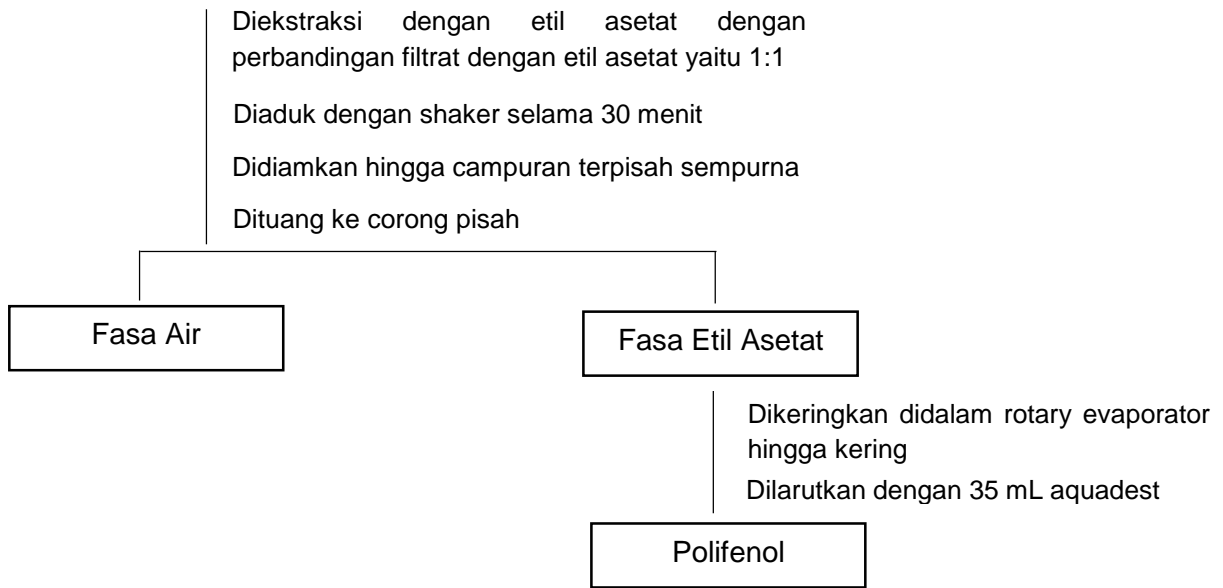 Diekstraksi dengan etil asetat dengan
perbandingan filtrat dengan etil asetat yaitu 1:1
Diaduk dengan shaker selama 30 menit
Didiamkan hingga campuran terpisah sempurna
Dituang ke corong pisah
Fasa Air
Fasa Etil Asetat
Dikeringkan didalam rotary evaporator
hingga kering
Dilarutkan dengan 35 mL aquadest
Polifenol